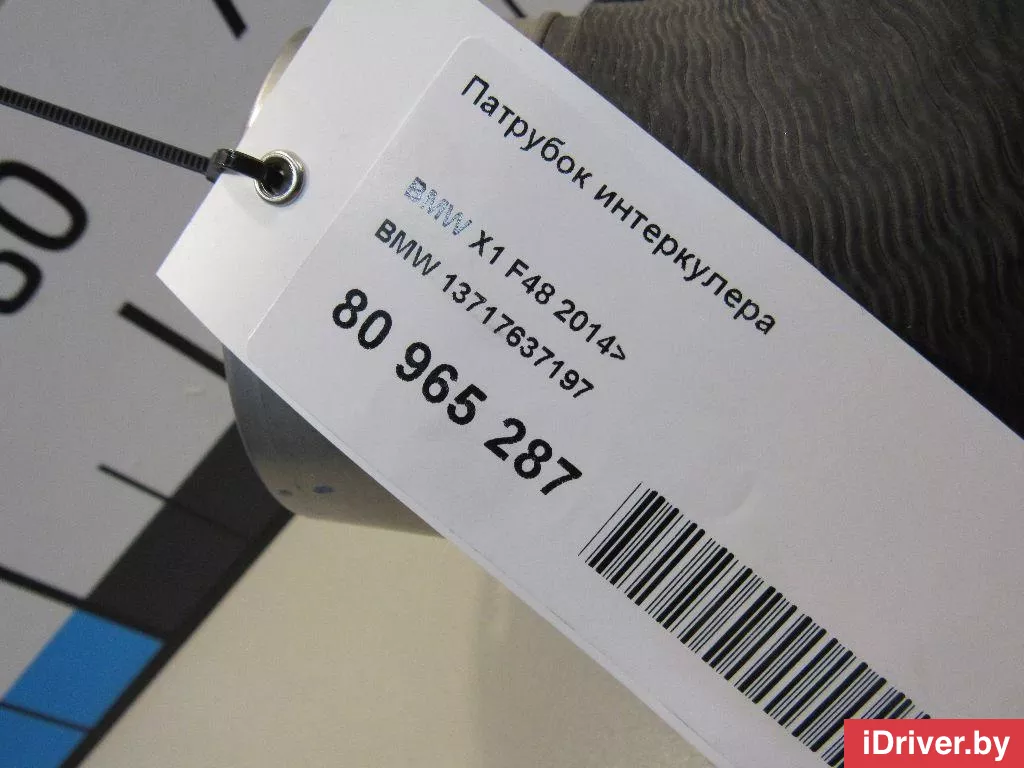 Патрубок интеркулера
BMW X1 F48 2014>
BMW 13717637197
80 965 287
iDriver.by